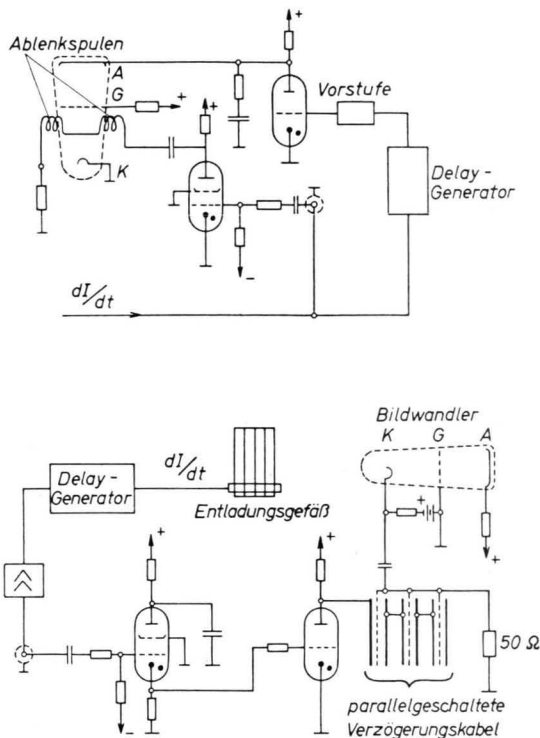 Ablenkspulen
A
G
K
+
+
+
Vorstufe
Delay-
Generator
-
dI/dt
Bildwandler
K G A
Delay-
Generator
dI/dt
Entladungsgefäß
+
+
+
+
-
50 Ω
parallelgeschaltete
Verzögerungskabel